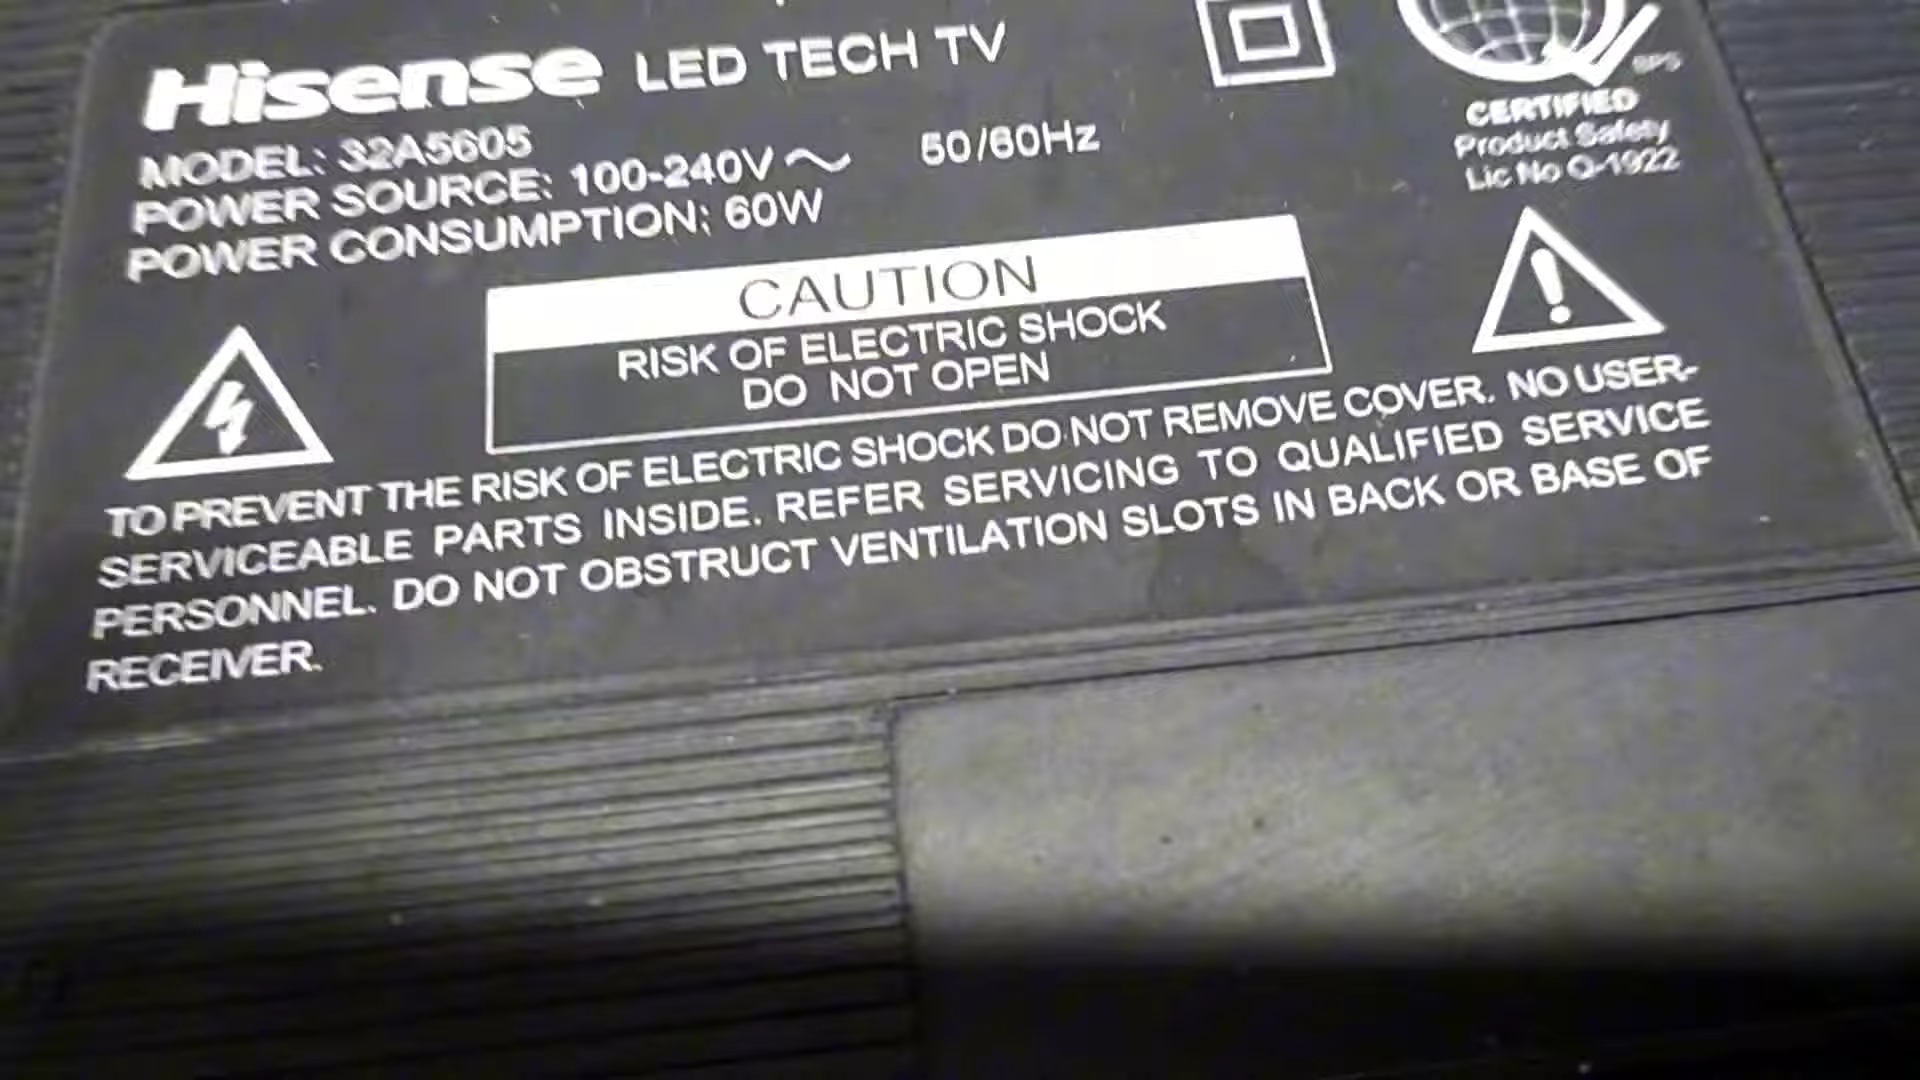 Hisense LED TECH TV
MODEL: 32A5605
POWER SOURCE: 100-240V ~ 50/60Hz
POWER CONSUMPTION: 60W
BPS
CERTIFIED
Product Safety
Lic No Q-1922
CAUTION
RISK OF ELECTRIC SHOCK
DO NOT OPEN
TO PREVENT THE RISK OF ELECTRIC SHOCK DO NOT REMOVE COVER. NO USER-
SERVICEABLE PARTS INSIDE. REFER SERVICING TO QUALIFIED SERVICE
PERSONNEL. DO NOT OBSTRUCT VENTILATION SLOTS IN BACK OR BASE OF
RECEIVER.